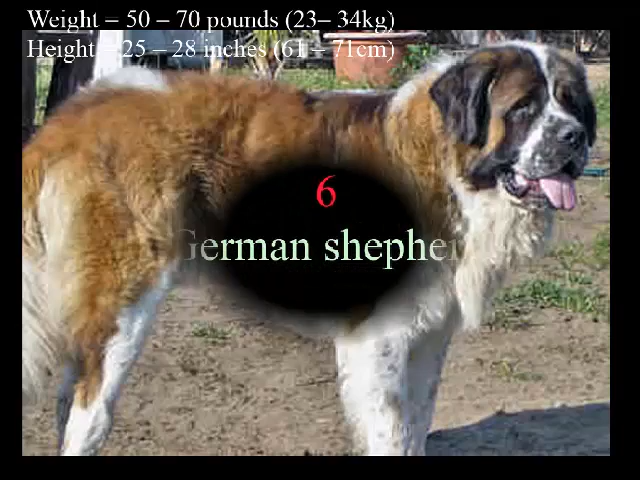 Weight – 50 – 70 pounds (23– 34kg)
Height – 25 – 28 inches (61 – 71cm)
6
German shepher